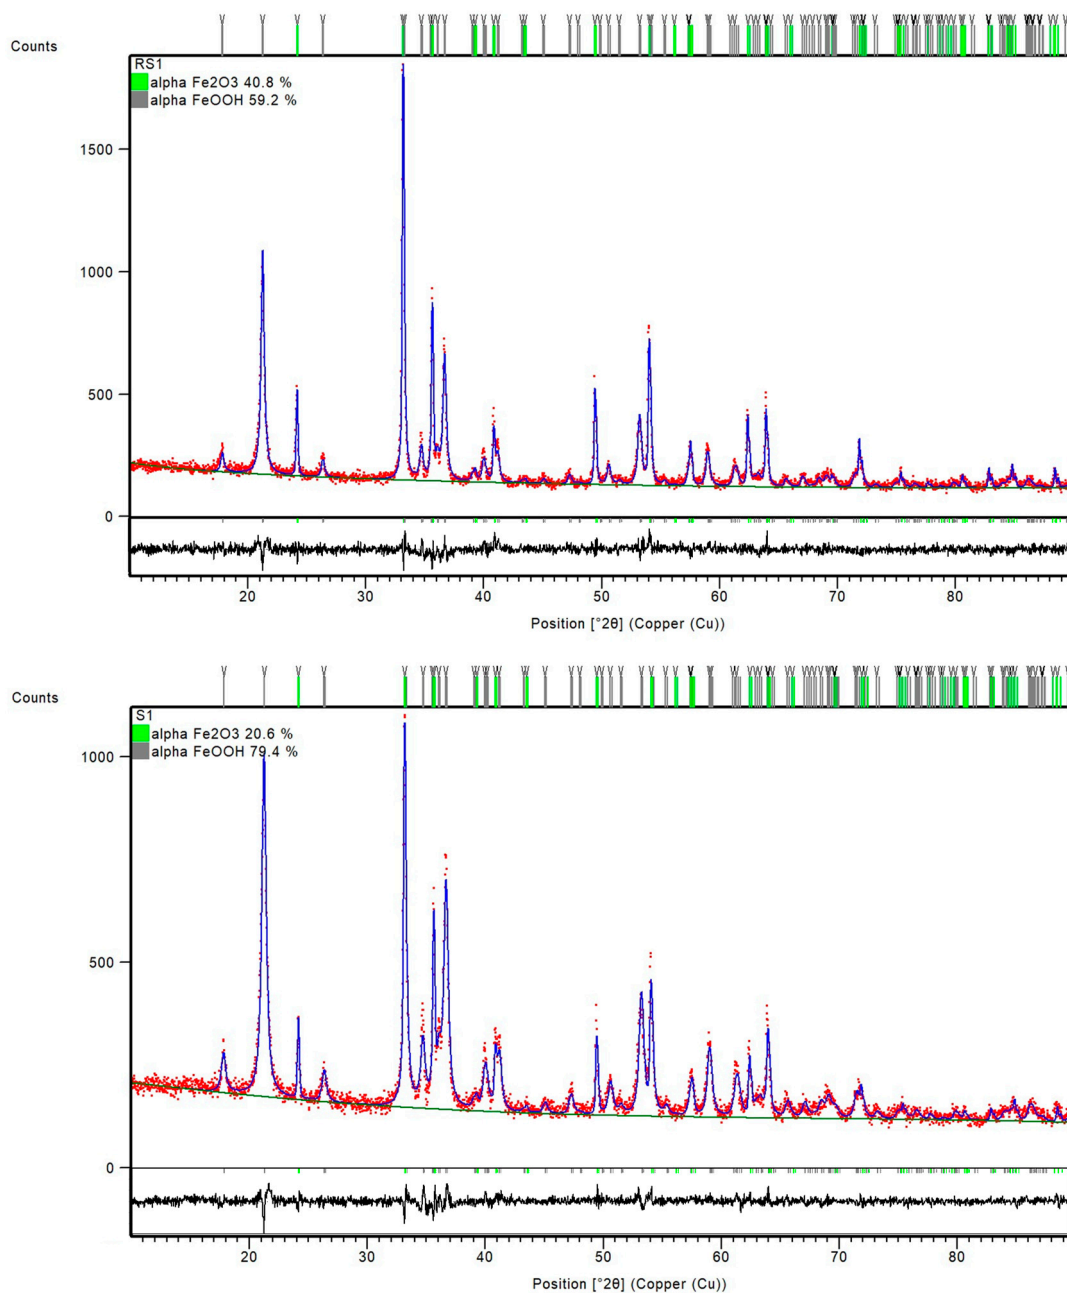 Counts
RS1
alpha Fe2O3 40.8 %
alpha FeOOH 59.2 %
1500
1000
500
0
20 30 40 50 60 70 80
Position [°2θ] (Copper (Cu))
Counts
S1
alpha Fe2O3 20.6 %
alpha FeOOH 79.4 %
1000
500
0
20 30 40 50 60 70 80
Position [°2θ] (Copper (Cu))